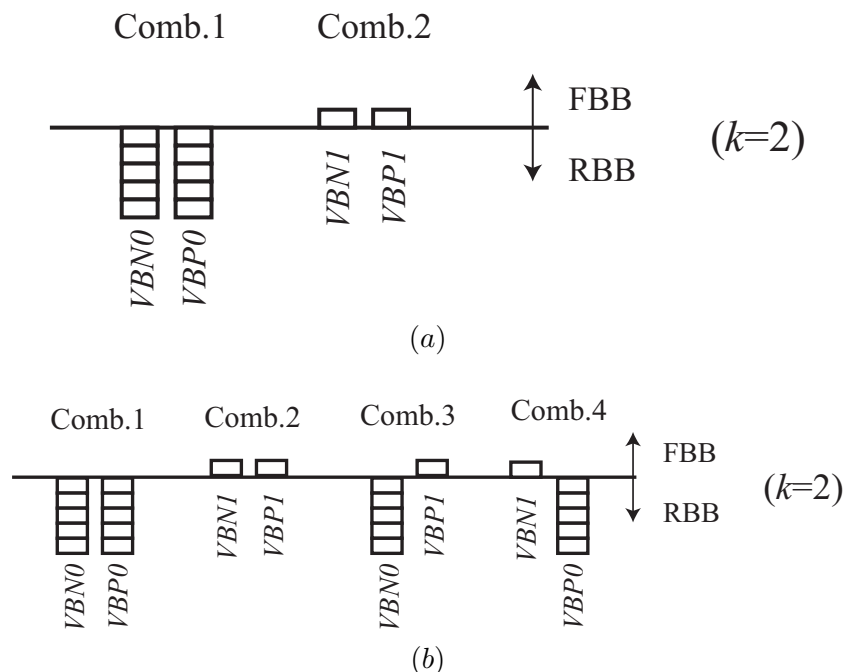 Comb.1 Comb.2
FBB
RBB
(k=2)
VBN0 VBP0 VBN1 VBP1
(a)
Comb.1 Comb.2 Comb.3 Comb.4
FBB
RBB
(k=2)
VBN0 VBP0 VBN1 VBP1 VBN0 VBP1 VBN1 VBP0
(b)